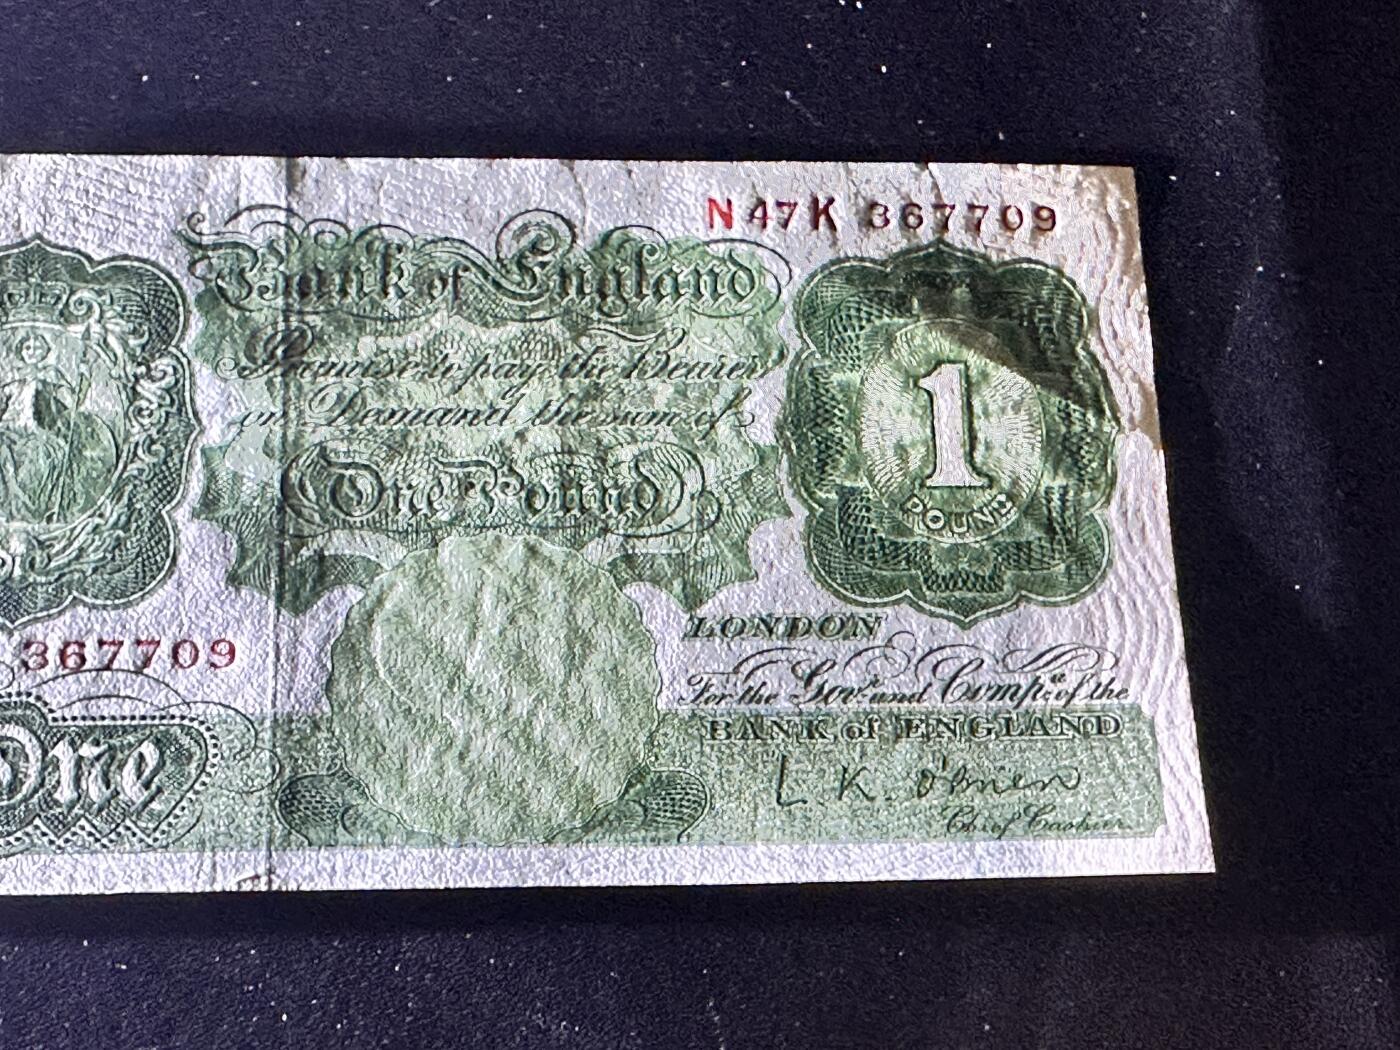 N47K 367709
Bank of England
Promise to pay the Bearer
on Demand the sum of
One Pound
1
POUND
367709
LONDON
For the Govr. and Compa. of the
BANK of ENGLAND
One
L. K. O'Brien
Chief Cashier